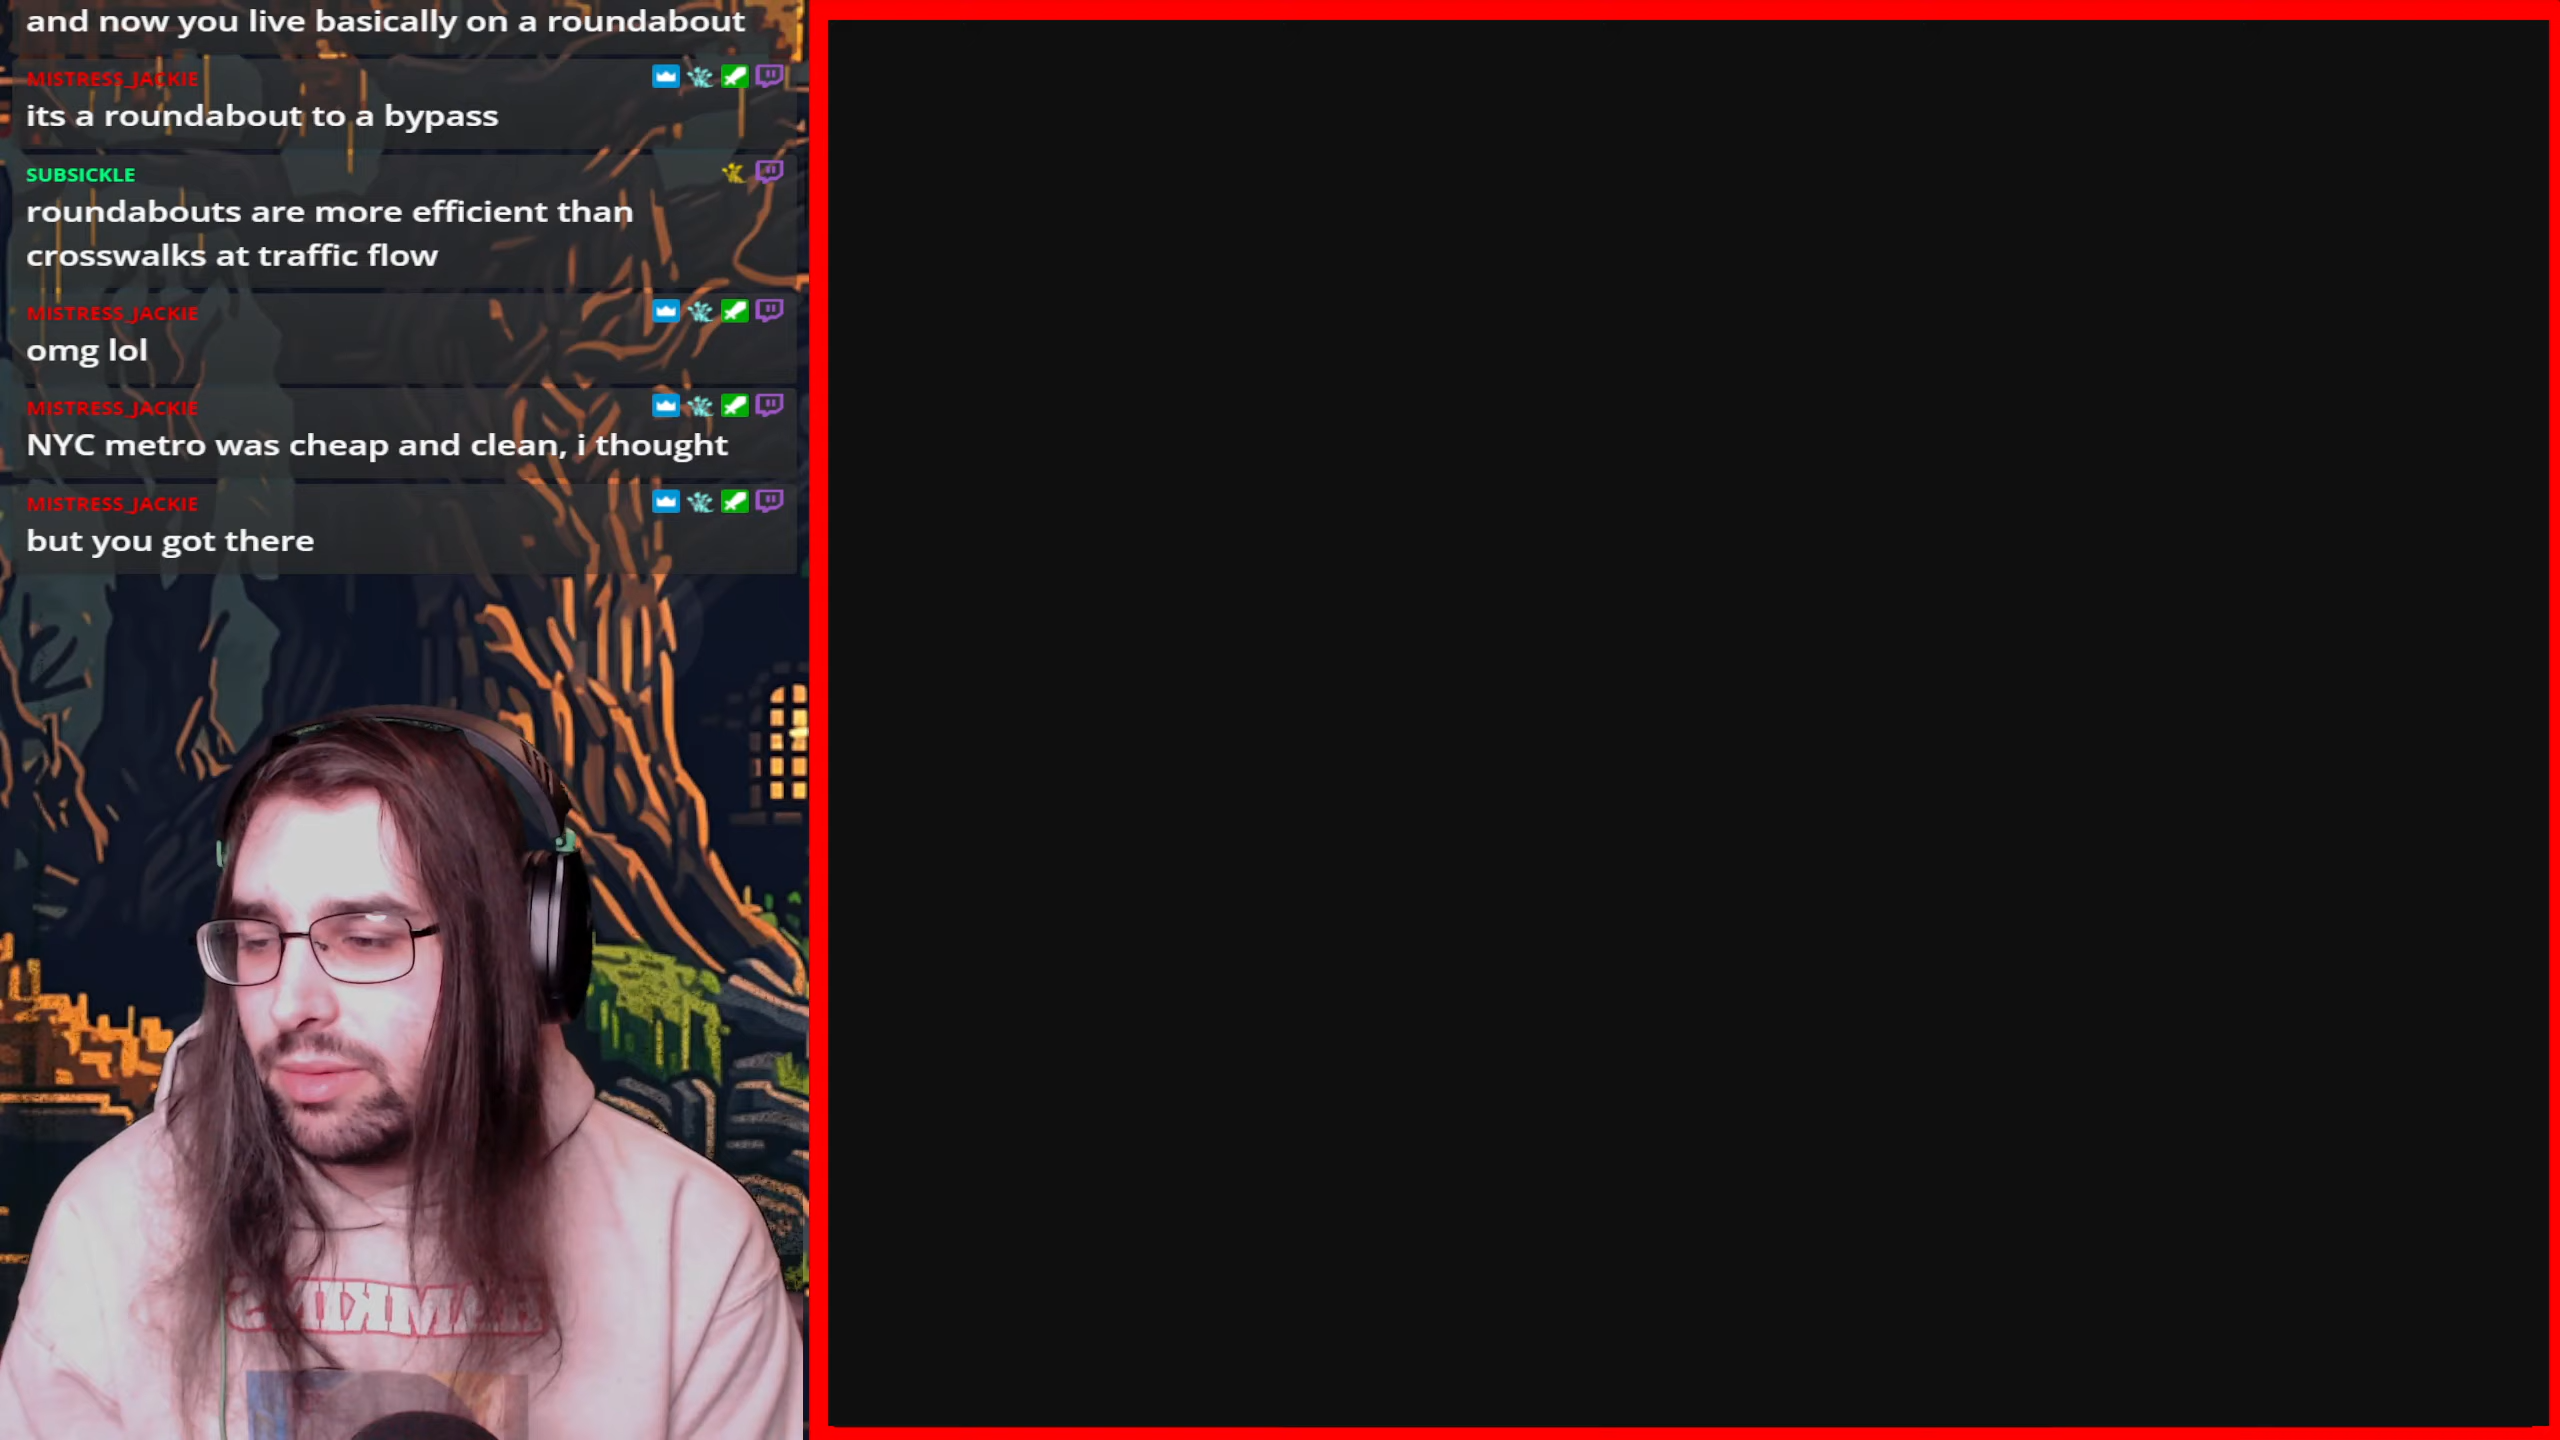 and now you live basically on a roundabout
MISTRESS_JACKIE
its a roundabout to a bypass
SUBSICKLE
roundabouts are more efficient than
crosswalks at traffic flow
MISTRESS_JACKIE
omg lol
MISTRESS_JACKIE
NYC metro was cheap and clean, i thought
MISTRESS_JACKIE
but you got there